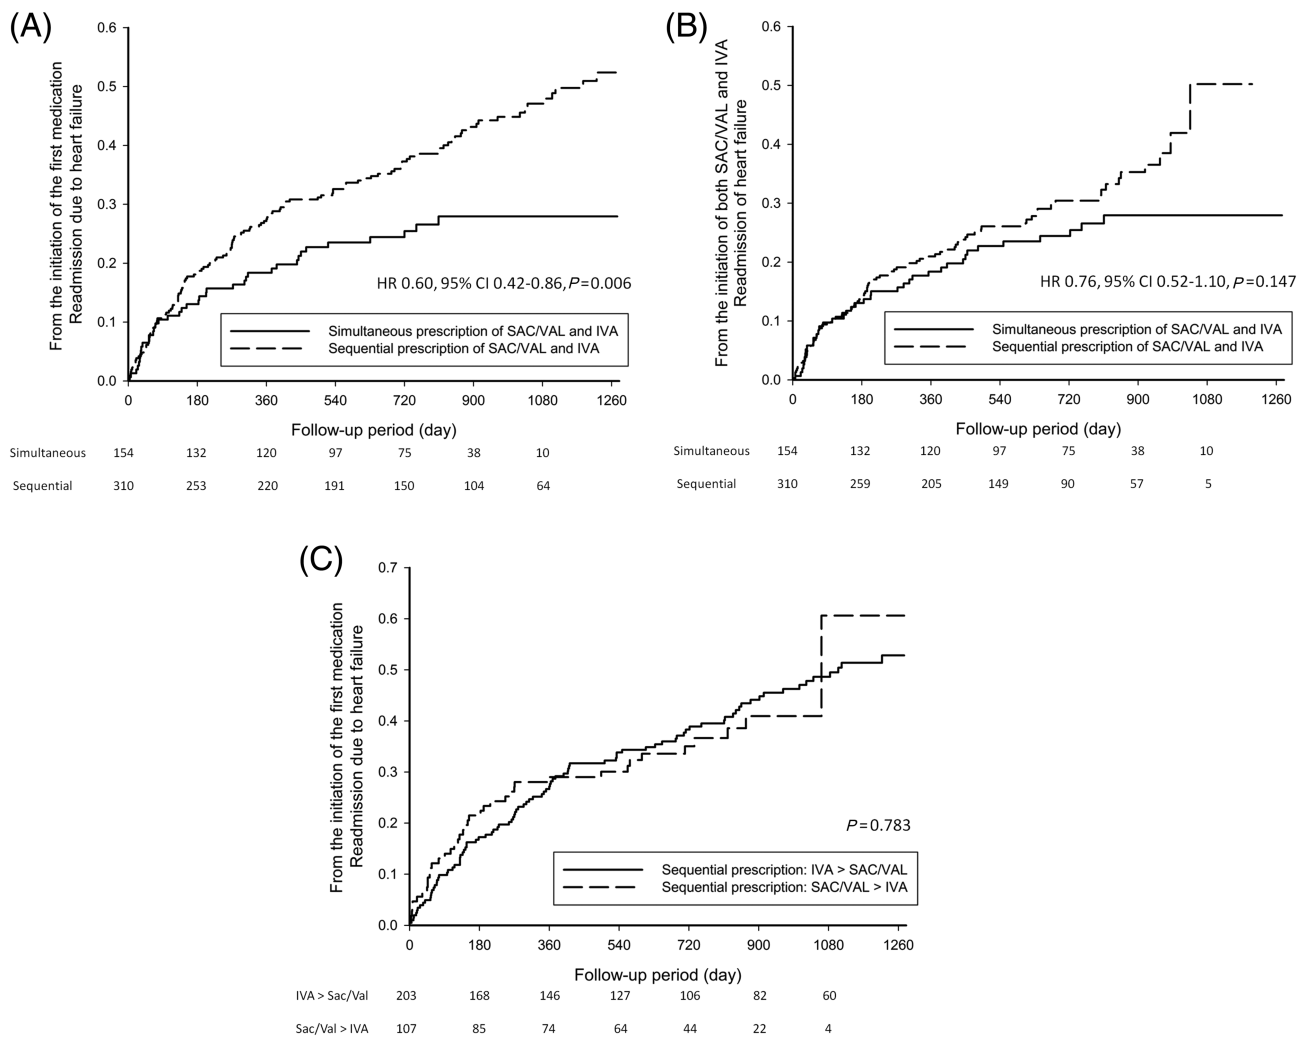 (A)
From the initiation of the first medication
Readmission due to heart failure
0.6
0.5
0.4
0.3
0.2
0.1
0.0
HR 0.60, 95% CI 0.42-0.86, P=0.006
Simultaneous prescription of SAC/VAL and IVA
Sequential prescription of SAC/VAL and IVA
0 180 360 540 720 900 1080 1260
Follow-up period (day)
Simultaneous 154 132 120 97 75 38 10
Sequential 310 253 220 191 150 104 64
(B)
From the initiation of both SAC/VAL and IVA
Readmission of heart failure
0.6
0.5
0.4
0.3
0.2
0.1
0.0
HR 0.76, 95% CI 0.52-1.10, P=0.147
Simultaneous prescription of SAC/VAL and IVA
Sequential prescription of SAC/VAL and IVA
0 180 360 540 720 900 1080 1260
Follow-up period (day)
Simultaneous 154 132 120 97 75 38 10
Sequential 310 259 205 149 90 57 5
(C)
From the initiation of the first medication
Readmission due to heart failure
0.7
0.6
0.5
0.4
0.3
0.2
0.1
0.0
P=0.783
Sequential prescription: IVA > SAC/VAL
Sequential prescription: SAC/VAL > IVA
0 180 360 540 720 900 1080 1260
Follow-up period (day)
IVA > Sac/Val 203 168 146 127 106 82 60
Sac/Val > IVA 107 85 74 64 44 22 4